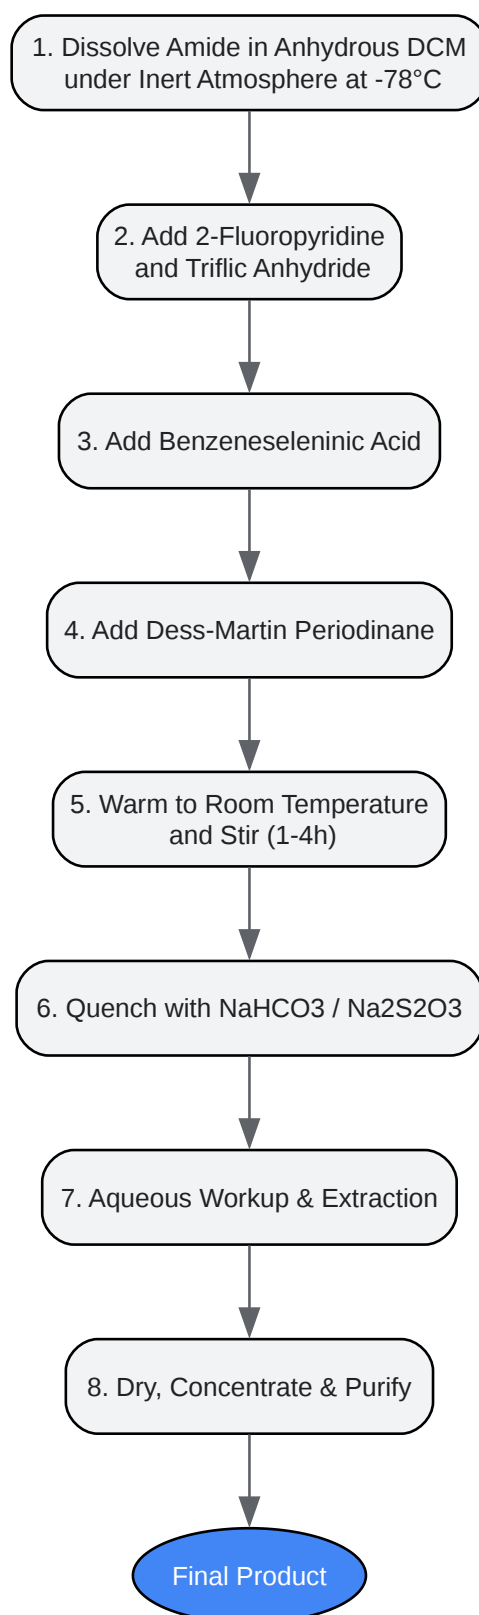 1. Dissolve Amide in Anhydrous DCM
under Inert Atmosphere at -78°C
2. Add 2-Fluoropyridine
and Triflic Anhydride
3. Add Benzeneseleninic Acid
4. Add Dess-Martin Periodinane
5. Warm to Room Temperature
and Stir (1-4h)
6. Quench with NaHCO3 / Na2S2O3
7. Aqueous Workup & Extraction
8. Dry, Concentrate & Purify
Final Product